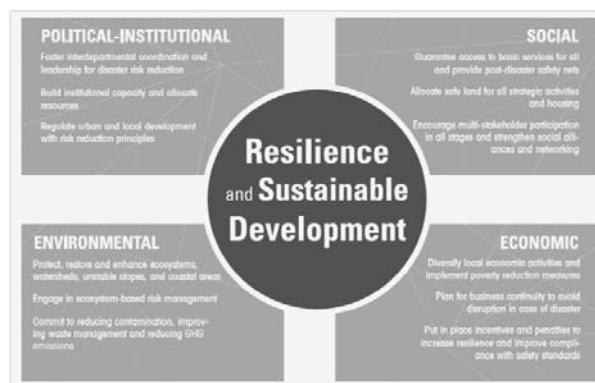 POLITICAL-INSTITUTIONAL
Foster interdepartmental coordination and
leadership for disaster risk reduction
Build institutional capacity and allocate
resources
Regulate urban and local development
with risk reduction principles
SOCIAL
Guarantee access to basic services for all
and provide post-disaster safety nets
Allocate safe land for all strategic activities
and housing
Encourage multi-stakeholder participation
in all stages and strengthen social alli-
ances and networking
Resilience
and Sustainable
Development
ENVIRONMENTAL
Protect, restore and enhance ecosystems,
watersheds, unstable slopes, and coastal areas
Engage in ecosystem-based risk management
Commit to reducing contamination, improv-
ing waste management and reducing GHG
emissions
ECONOMIC
Diversify local economic activities and
implement poverty reduction measures
Plan for business continuity to avoid
disruption in case of disaster
Put in place incentives and penalties to
increase resilience and improve compli-
ance with safety standards